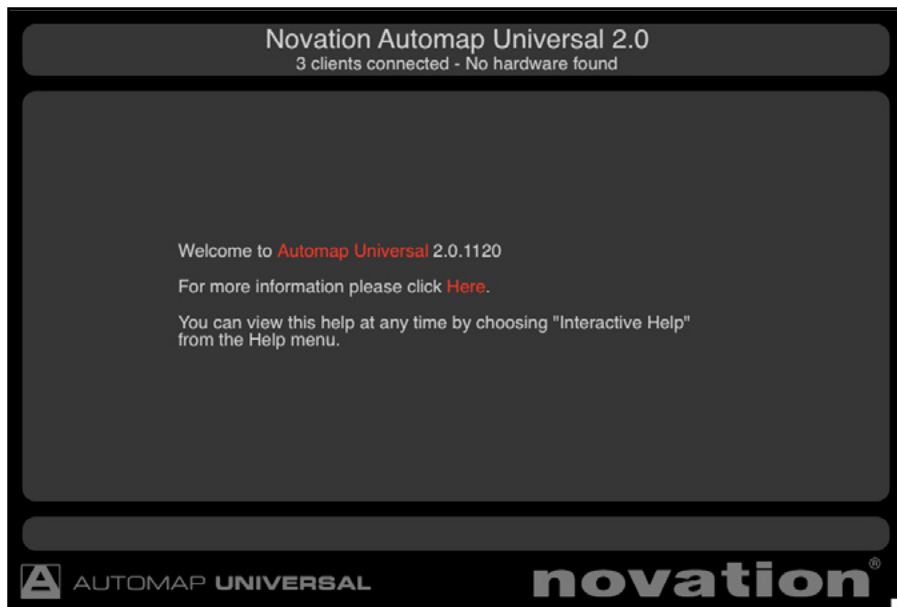 Novation Automap Universal 2.0
3 clients connected - No hardware found
Welcome to Automap Universal 2.0.1120
For more information please click Here.
You can view this help at any time by choosing "Interactive Help"
from the Help menu.
A AUTOMAP UNIVERSAL
novation®